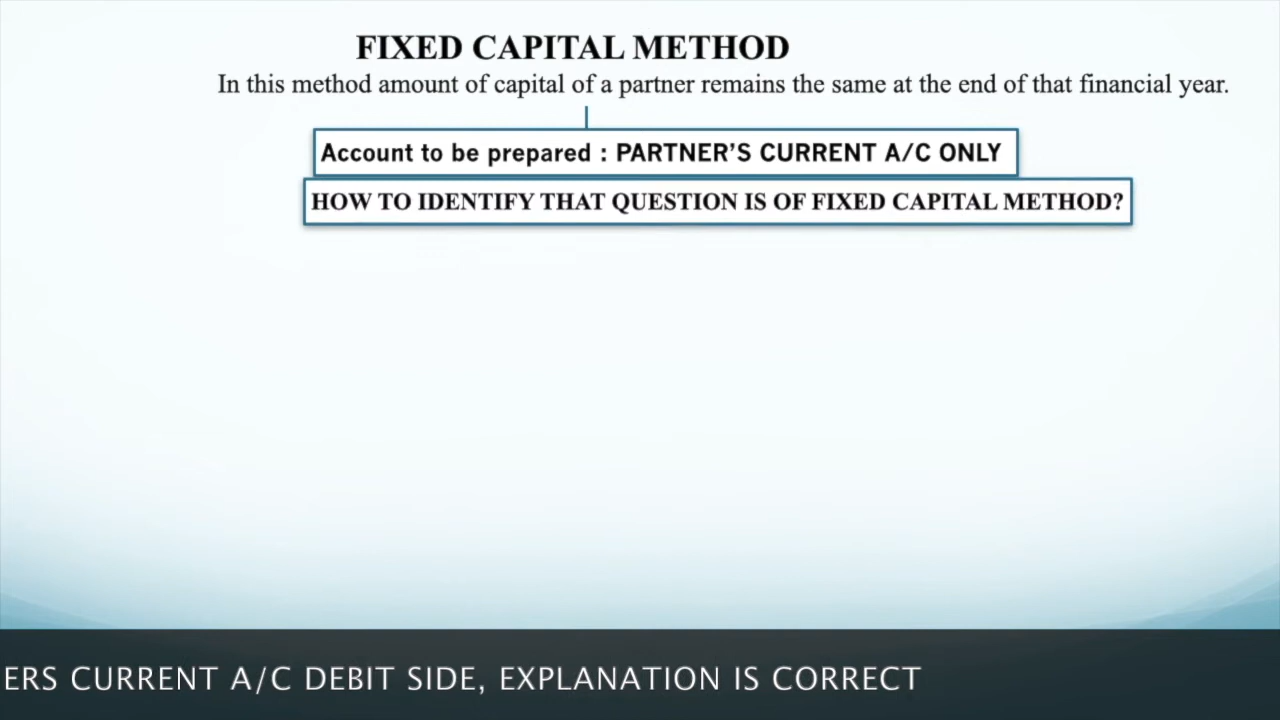 FIXED CAPITAL METHOD
In this method amount of capital of a partner remains the same at the end of that financial year.
Account to be prepared : PARTNER’S CURRENT A/C ONLY
HOW TO IDENTIFY THAT QUESTION IS OF FIXED CAPITAL METHOD?
ERS CURRENT A/C DEBIT SIDE, EXPLANATION IS CORRECT